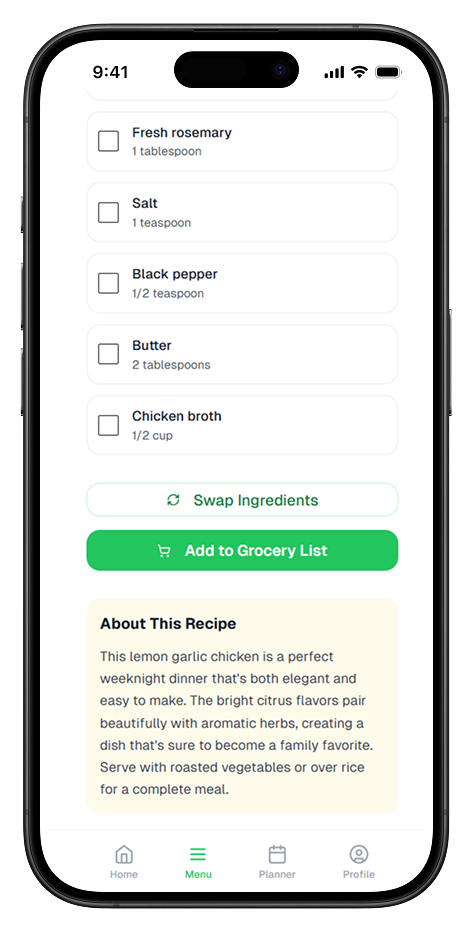 9:41
Fresh rosemary
1 tablespoon
Salt
1 teaspoon
Black pepper
1/2 teaspoon
Butter
2 tablespoons
Chicken broth
1/2 cup
Swap Ingredients
Add to Grocery List
About This Recipe
This lemon garlic chicken is a perfect
weeknight dinner that's both elegant and
easy to make. The bright citrus flavors pair
beautifully with aromatic herbs, creating a
dish that's sure to become a family favorite.
Serve with roasted vegetables or over rice
for a complete meal.
Home Menu Planner Profile